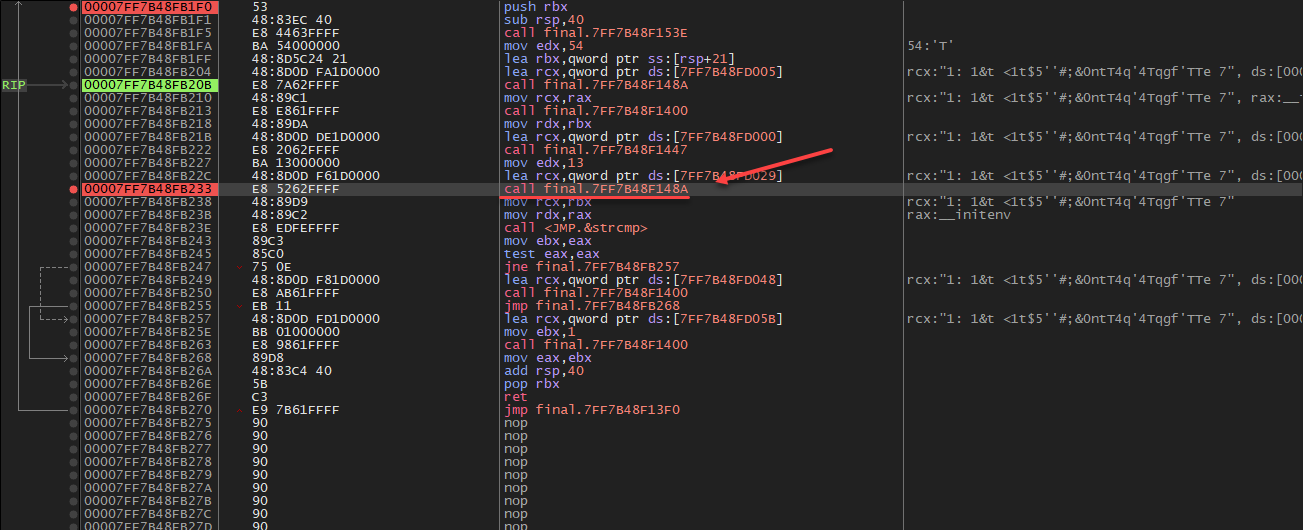 00007FF7B48FB1F0 53 push rbx
00007FF7B48FB1F1 48:83EC 40 sub rsp,40
00007FF7B48FB1F5 E8 4463FFFF call final.7FF7B48F153E
00007FF7B48FB1FA BA 54000000 mov edx,54 54:'T'
00007FF7B48FB1FF 48:8D5C24 21 lea rbx,qword ptr ss:[rsp+21]
00007FF7B48FB204 48:8D0D FA1D0000 lea rcx,qword ptr ds:[7FF7B48FD005] rcx:"1: 1&t <1t$5''#;&OntT4q'4Tqgf'TTe 7", ds:[000
RIP 00007FF7B48FB20B E8 7A62FFFF call final.7FF7B48F148A
00007FF7B48FB210 48:89C1 mov rcx,rax rcx:"1: 1&t <1t$5''#;&OntT4q'4Tqgf'TTe 7", rax:__i
00007FF7B48FB213 E8 E861FFFF call final.7FF7B48F1400
00007FF7B48FB218 48:89DA mov rdx,rbx
00007FF7B48FB21B 48:8D0D DE1D0000 lea rcx,qword ptr ds:[7FF7B48FD000] rcx:"1: 1&t <1t$5''#;&OntT4q'4Tqgf'TTe 7", ds:[000
00007FF7B48FB222 E8 2062FFFF call final.7FF7B48F1447
00007FF7B48FB227 BA 13000000 mov edx,13
00007FF7B48FB22C 48:8D0D F61D0000 lea rcx,qword ptr ds:[7FF7B48FD029] rcx:"1: 1&t <1t$5''#;&OntT4q'4Tqgf'TTe 7", ds:[000
00007FF7B48FB233 E8 5262FFFF call final.7FF7B48F148A
00007FF7B48FB238 48:89D9 mov rcx,rbx rcx:"1: 1&t <1t$5''#;&OntT4q'4Tqgf'TTe 7"
00007FF7B48FB23B 48:89C2 mov rdx,rax rax:__initenv
00007FF7B48FB23E E8 EDFEFFFF call <JMP.&strcmp>
00007FF7B48FB243 89C3 mov ebx,eax
00007FF7B48FB245 85C0 test eax,eax
00007FF7B48FB247 75 0E jne final.7FF7B48FB257
00007FF7B48FB249 48:8D0D F81D0000 lea rcx,qword ptr ds:[7FF7B48FD048] rcx:"1: 1&t <1t$5''#;&OntT4q'4Tqgf'TTe 7", ds:[000
00007FF7B48FB250 E8 AB61FFFF call final.7FF7B48F1400
00007FF7B48FB255 EB 11 jmp final.7FF7B48FB268
00007FF7B48FB257 48:8D0D FD1D0000 lea rcx,qword ptr ds:[7FF7B48FD05B] rcx:"1: 1&t <1t$5''#;&OntT4q'4Tqgf'TTe 7", ds:[000
00007FF7B48FB25E BB 01000000 mov ebx,1
00007FF7B48FB263 E8 9861FFFF call final.7FF7B48F1400
00007FF7B48FB268 89D8 mov eax,ebx
00007FF7B48FB26A 48:83C4 40 add rsp,40
00007FF7B48FB26E 5B pop rbx
00007FF7B48FB26F C3 ret
00007FF7B48FB270 E9 7B61FFFF jmp final.7FF7B48F13F0
00007FF7B48FB275 90 nop
00007FF7B48FB276 90 nop
00007FF7B48FB277 90 nop
00007FF7B48FB278 90 nop
00007FF7B48FB279 90 nop
00007FF7B48FB27A 90 nop
00007FF7B48FB27B 90 nop
00007FF7B48FB27C 90 nop
00007FF7B48FB27D 90 nop